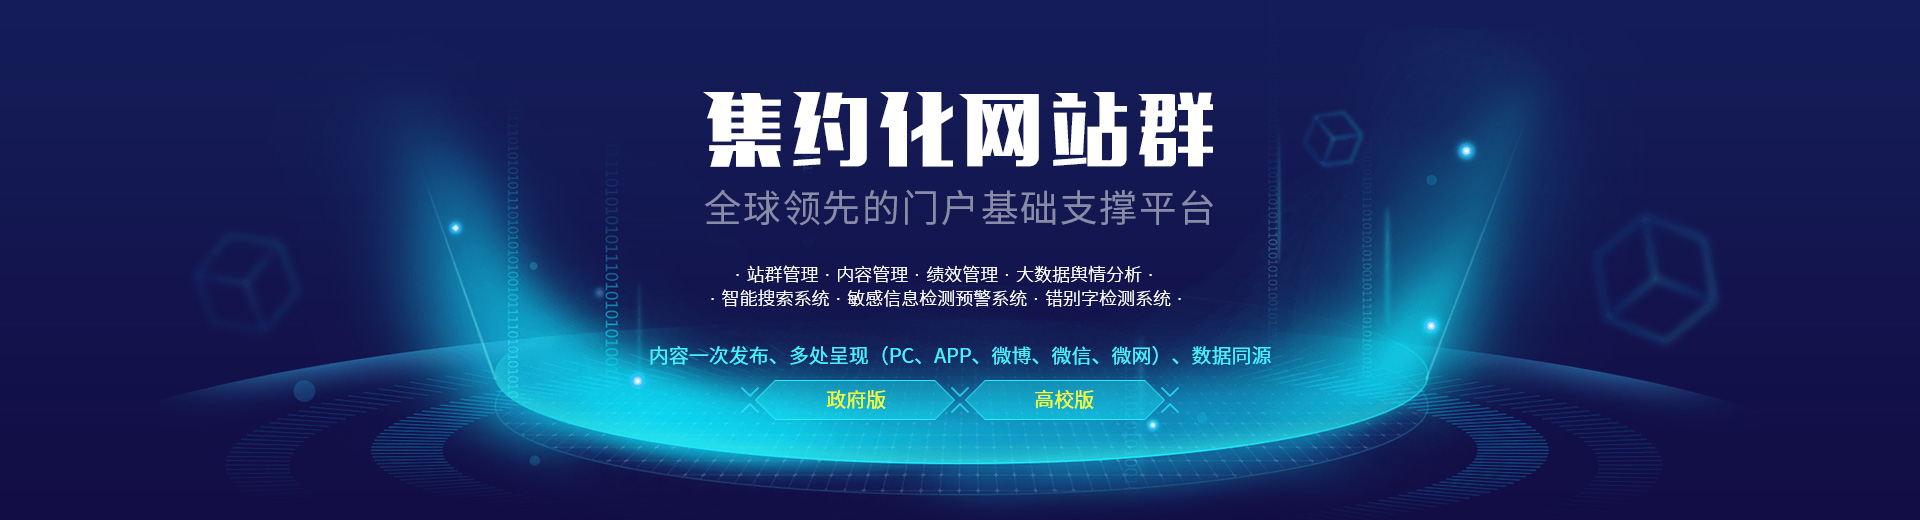 集约化网站群
全球领先的门户基础支撑平台
· 站群管理 · 内容管理 · 绩效管理 · 大数据舆情分析 ·
· 智能搜索系统 · 敏感信息检测预警系统 · 错别字检测系统 ·
内容一次发布、多处呈现（PC、APP、微博、微信、微网）、数据同源
政府版
高校版